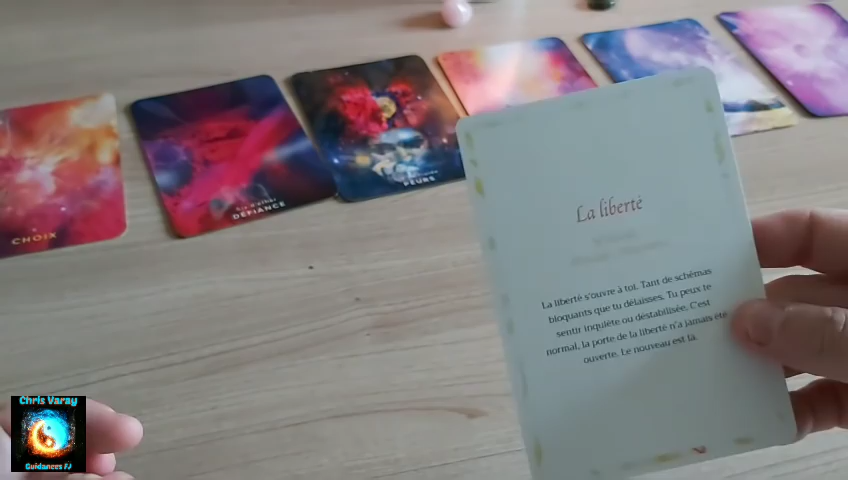 CHOIX
DÉFIANCE
PEURS
La liberté
La liberté s'ouvre à toi. Tant de schémas
bloquants que tu délaisses. Tu peux te
sentir inquiète ou déstabilisée. C'est
normal, la porte de la liberté n'a jamais été
ouverte. Le nouveau est là.
Chris Varay
Guidances FJ